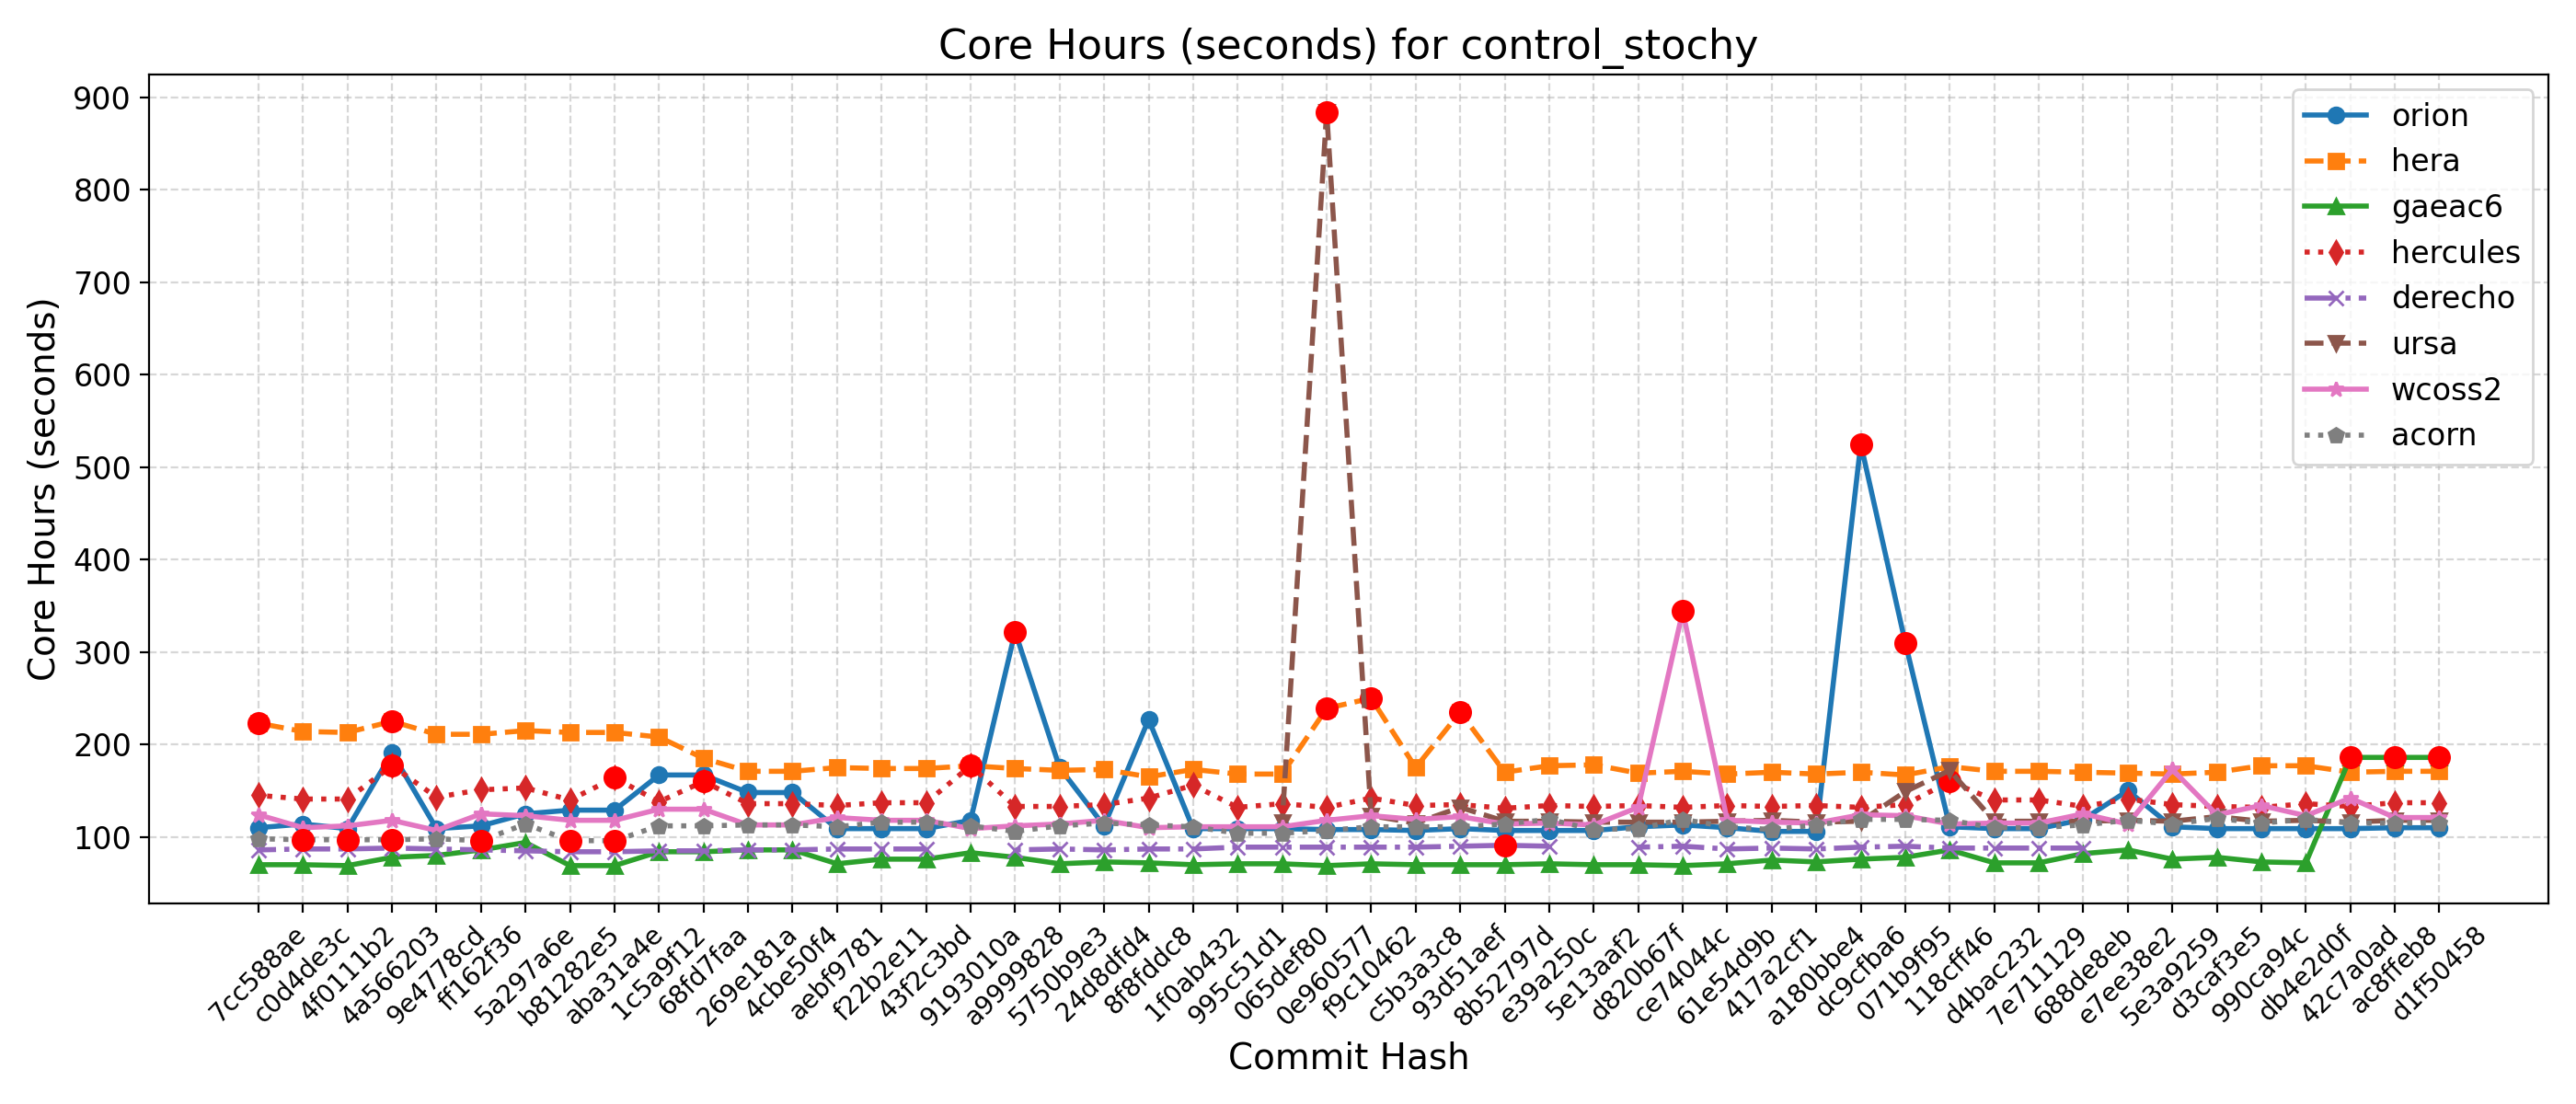 Core Hours (seconds) for control_stochy
Core Hours (seconds)
900
800
700
600
500
400
300
200
100
orion
hera
gaeac6
hercules
derecho
ursa
wcoss2
acorn
7cc588ae
c0d4de3c
4f0111b2
4a566203
9e4778cd
ff162f36
5a297a6e
b81282e5
aba31a4e
1c5a9f12
68fd7faa
269e181a
4cbe50f4
aebf9781
f22b2e11
43f2c3bd
9193010a
a9999828
5750b9e3
24d8dfd4
8f8fddc8
1f0ab432
995c51d1
065def80
0e960577
f9c10462
c5b3a3c8
93d51aef
8b52797d
e39a250c
5e13aaf2
d820b67f
ce74044c
61e54d9b
417a2cf1
a180bbe4
dc9cfba6
071b9f95
118cff46
d4bac232
7e711129
688de8eb
e7ee38e2
5e3a9259
d3caf3e5
990ca94c
db4e2d0f
42c7a0ad
ac8ffeb8
d1f50458
Commit Hash